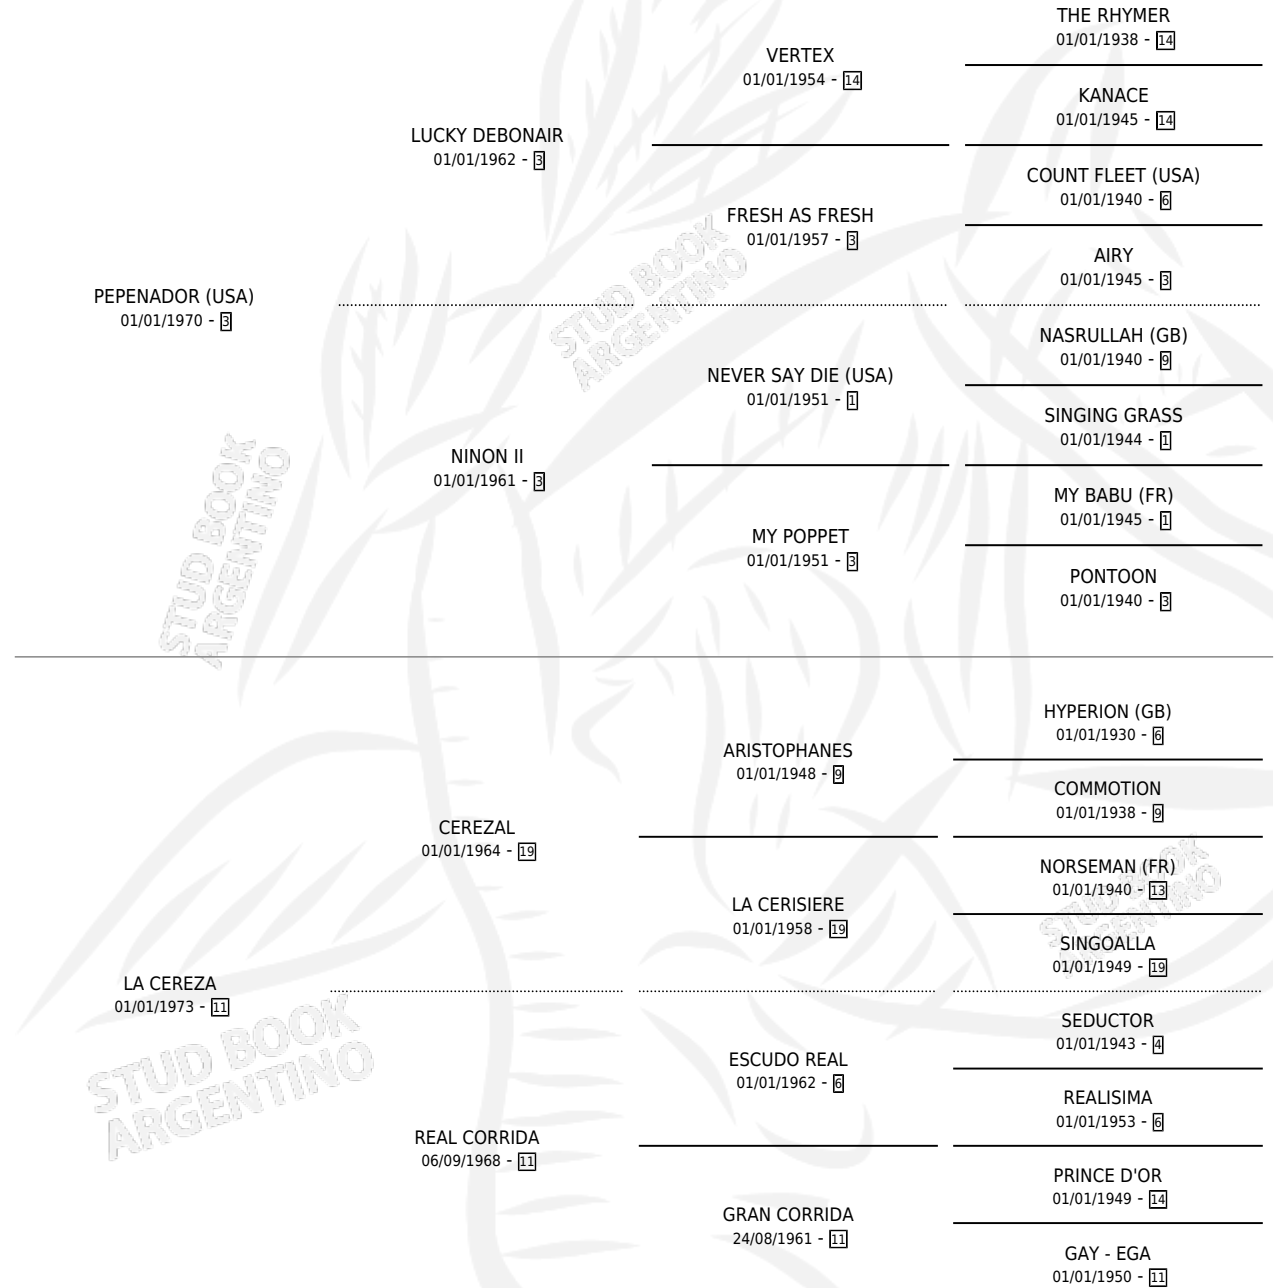 THE RHYMER
01/01/1938 - 14
VERTEX
01/01/1954 - 14
KANACE
01/01/1945 - 14
LUCKY DEBONAIR
01/01/1962 - 3
COUNT FLEET (USA)
01/01/1940 - 6
FRESH AS FRESH
01/01/1957 - 3
AIRY
01/01/1945 - 3
PEPENADOR (USA)
01/01/1970 - 3
NASRULLAH (GB)
01/01/1940 - 9
NEVER SAY DIE (USA)
01/01/1951 - 1
SINGING GRASS
01/01/1944 - 1
NINON II
01/01/1961 - 3
MY BABU (FR)
01/01/1945 - 1
MY POPPET
01/01/1951 - 3
PONTOON
01/01/1940 - 3
HYPERION (GB)
01/01/1930 - 6
ARISTOPHANES
01/01/1948 - 9
COMMOTION
01/01/1938 - 9
CEREZAL
01/01/1964 - 19
NORSEMAN (FR)
01/01/1940 - 13
LA CERISIERE
01/01/1958 - 19
SINGOALLA
01/01/1949 - 19
LA CEREZA
01/01/1973 - 11
SEDUCTOR
01/01/1943 - 4
ESCUDO REAL
01/01/1962 - 6
REALISIMA
01/01/1953 - 6
REAL CORRIDA
06/09/1968 - 11
PRINCE D'OR
01/01/1949 - 14
GRAN CORRIDA
24/08/1961 - 11
GAY - EGA
01/01/1950 - 11
STUD BOOK
ARGENTINO
STUD BOOK
ARGENTINO
STUD BOOK
ARGENTINO
STUD BOOK
ARGENTINO